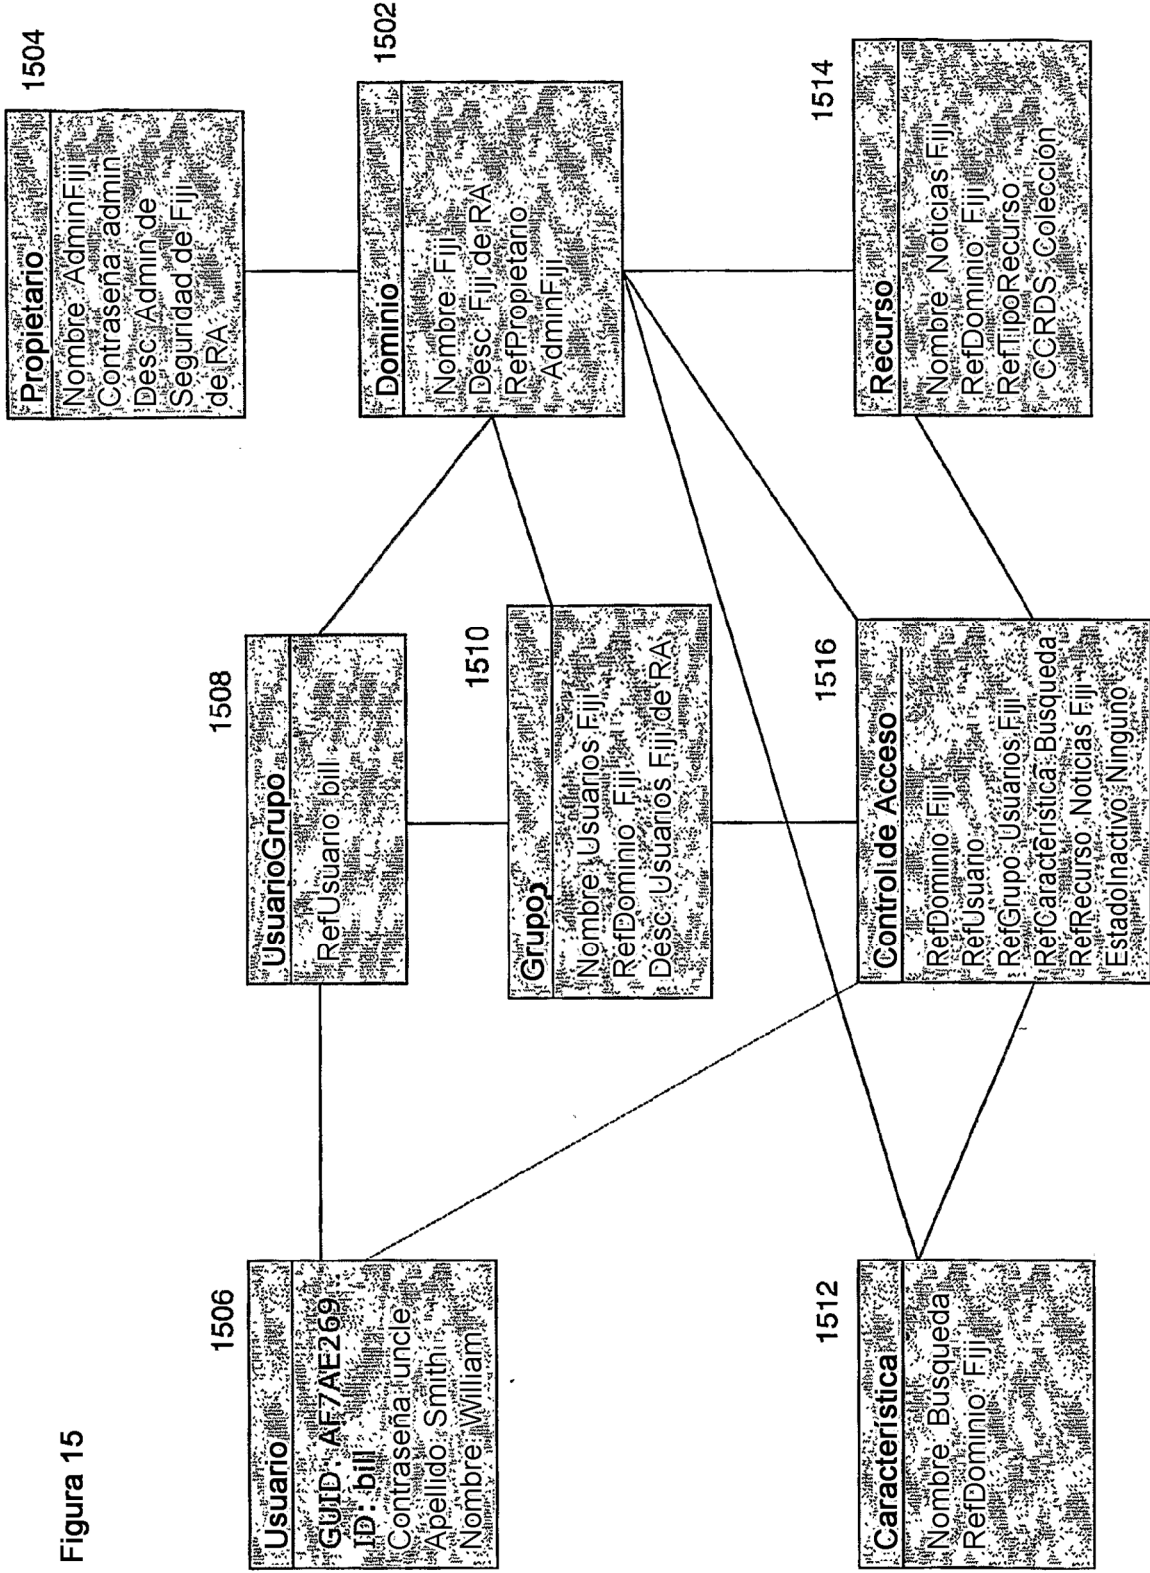 Figura 15
1506
Usuario
GUID: AF7AE269..
ID: bill
Contraseña: uncle
Apellido: Smith
Nombre: William
1508
UsuarioGrupo
RefUsuario: bill
1504
Propietario
Nombre: AdminFiji
Contraseña: admin
Desc: Admin de
Seguridad de Fiji
de RA
1510
Grupo
Nombre: Usuarios Fiji
RefDominio: Fiji
Desc: Usuarios Fiji de RA
1502
Dominio
Nombre: Fiji
Desc: Fiji de RA
RefPropietario
AdminFiji
1512
Característica
Nombre: Busqueda
RefDominio: Fiji
1516
Control de Acceso
RefDominio: Fiji
RefUsuario:
RefGrupo: Usuarios Fiji
RefCaracterística: Busqueda
RefRecurso: Noticias Fiji
EstadoInactivo: Ninguno
1514
Recurso
Nombre: Noticias Fiji
RefDominio: Fiji
RefTipoRecurso:
CCRDS: Coleccion